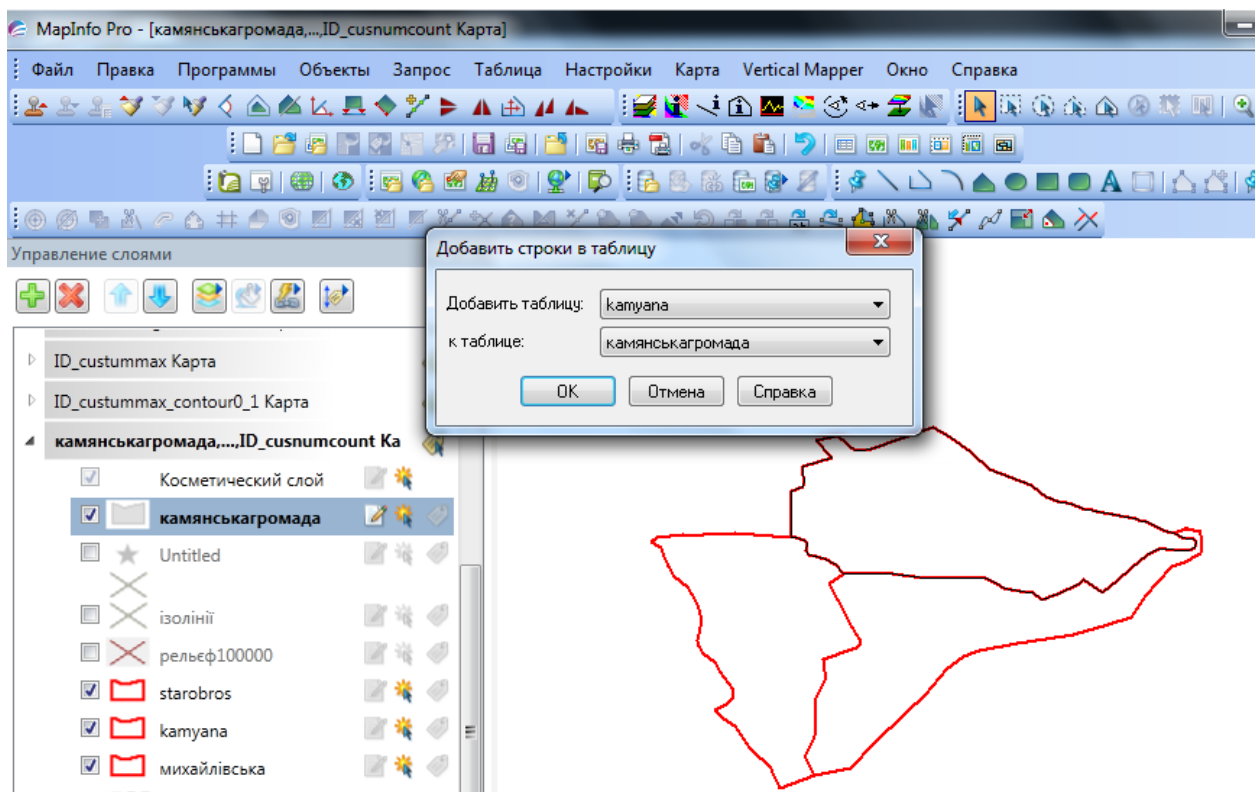 MapInfo Pro - [камянськагромада,...,ID_cusnumcount Карта]
Файл Правка Программы Объекты Запрос Таблица Настройки Карта Vertical Mapper Окно Справка
Управление слоями
Добавить строки в таблицу
Добавить таблицу: kamyana
к таблице: камянськагромада
ОК Отмена Справка
ID_custummax Карта
ID_custummax_contour0_1 Карта
камянськагромада,...,ID_cusnumcount Ка
Косметический слой
камянськагромада
Untitled
ізолінії
рельєф100000
starobros
kamyana
михайлівська